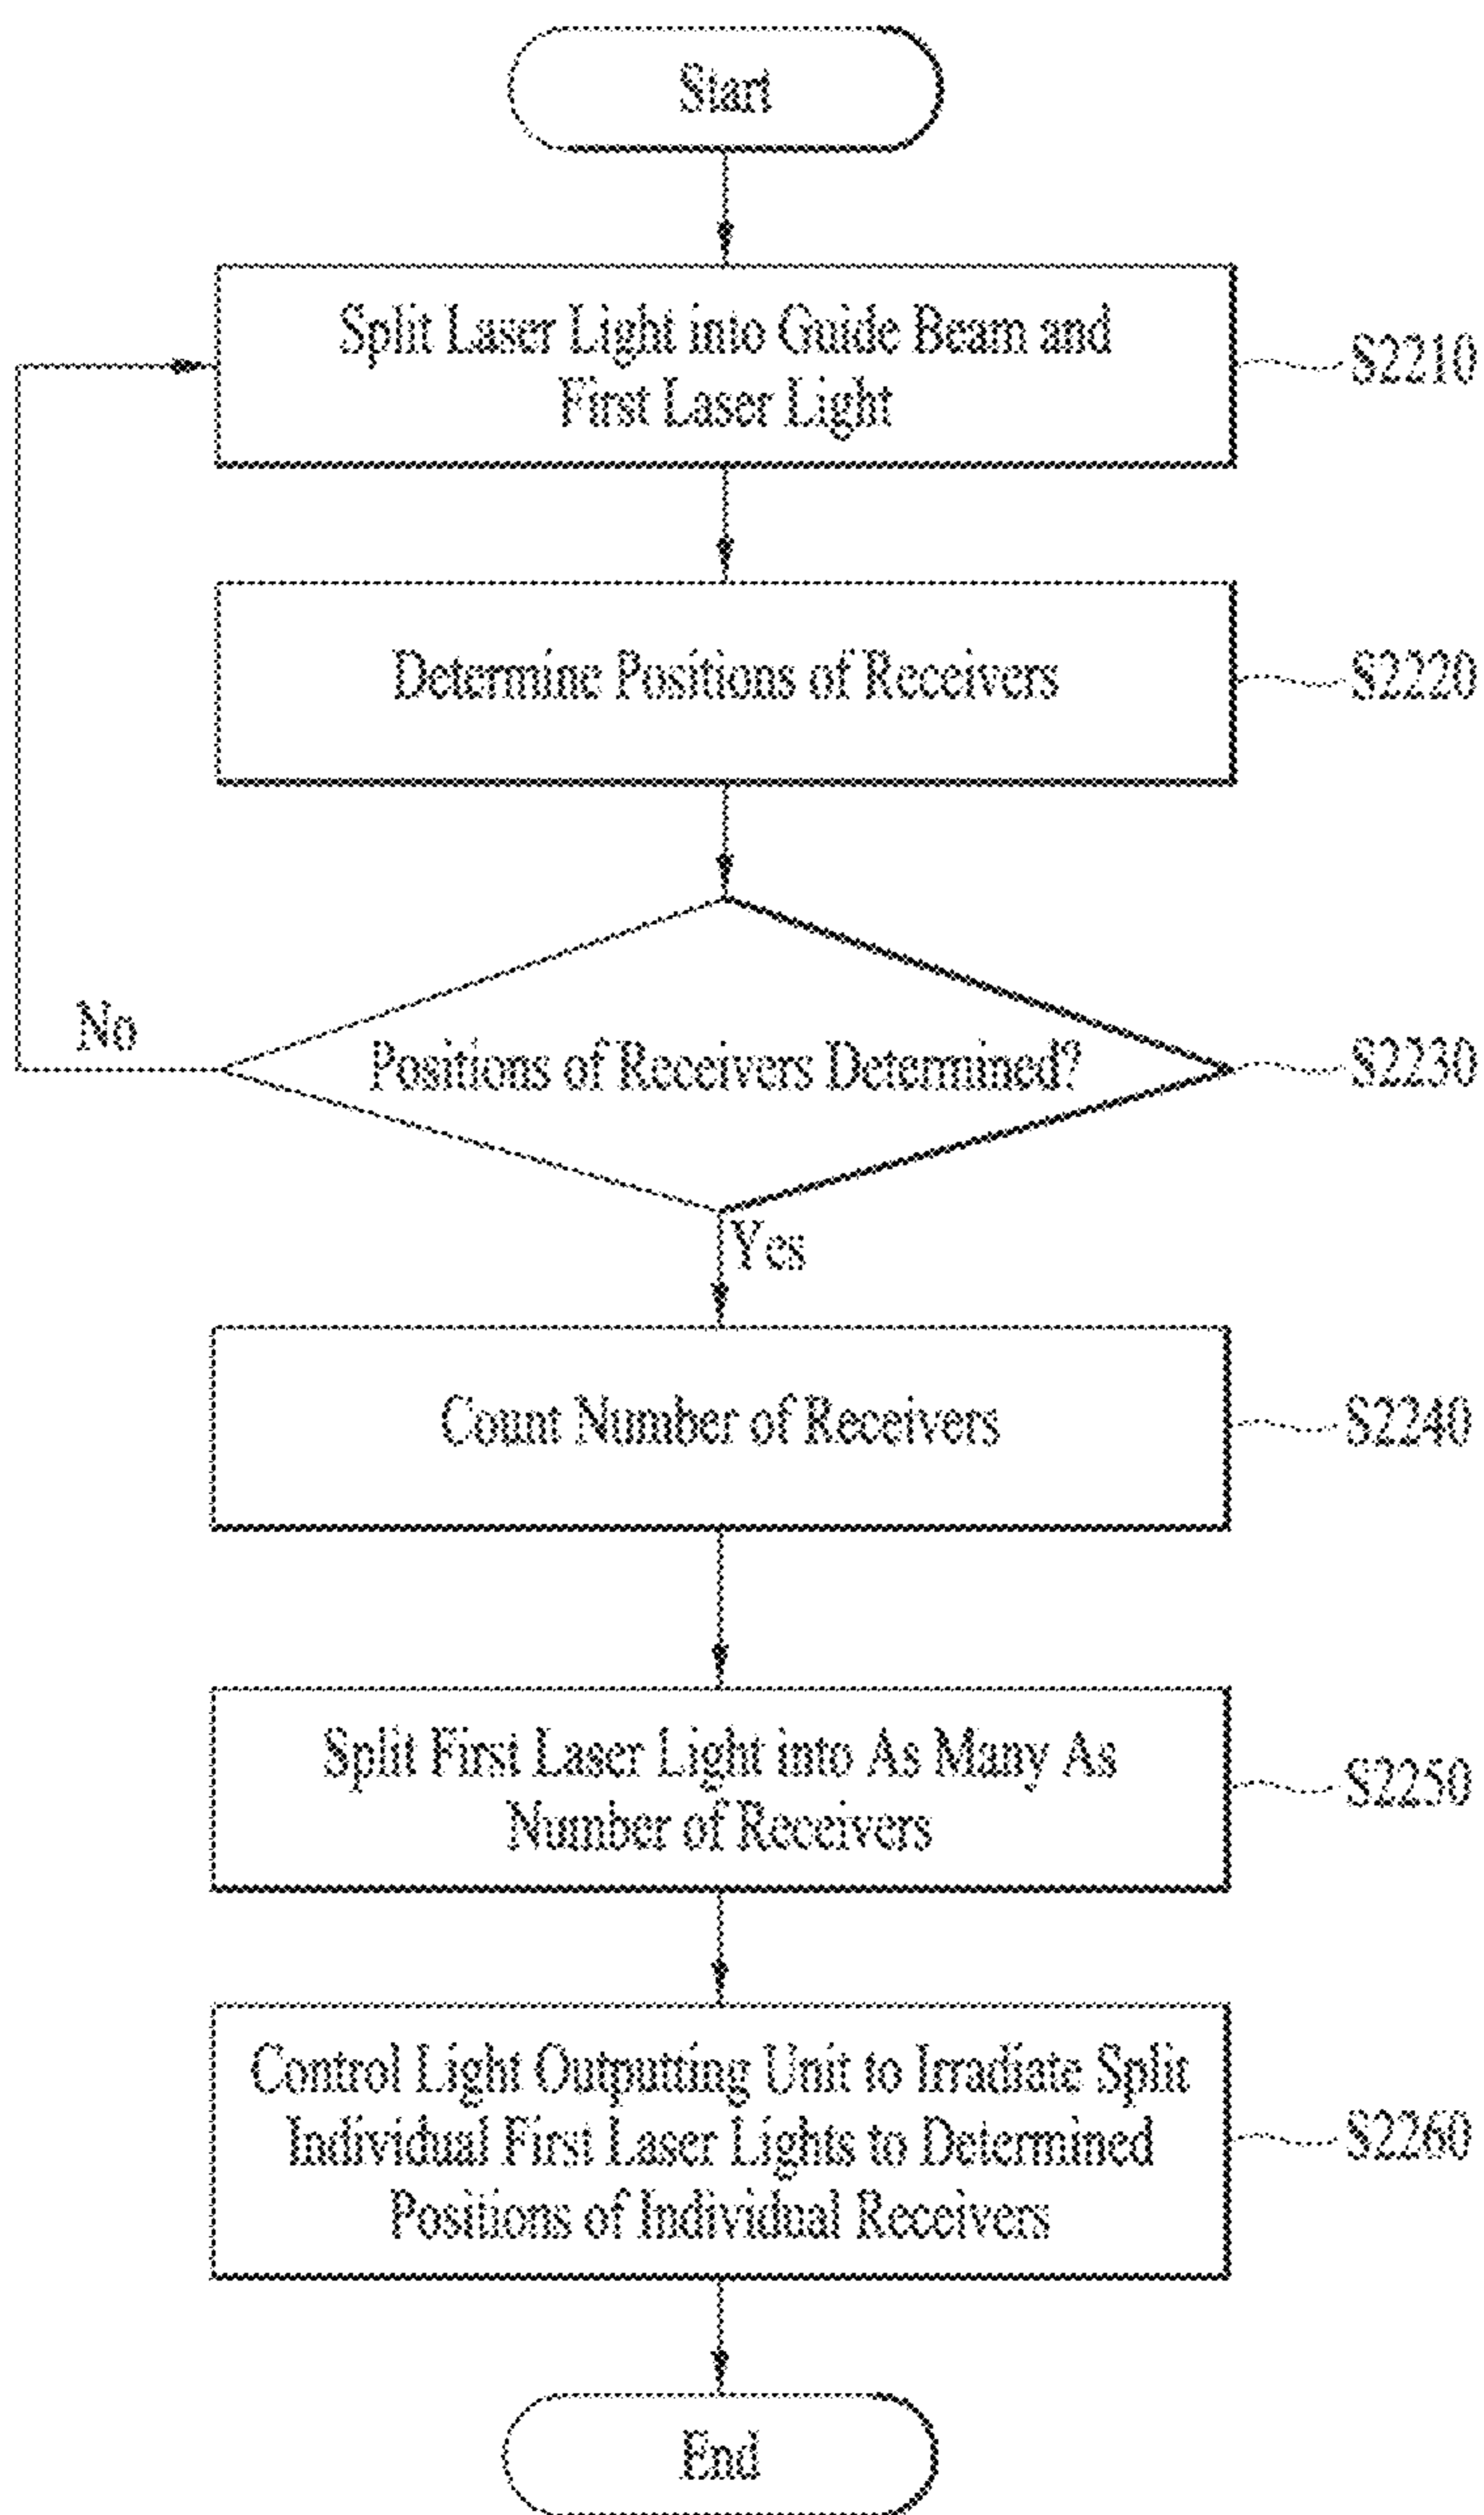 Start
Split Laser Light into Guide Beam and
First Laser Light
S2210
Determine Positions of Receivers
S2220
No
Positions of Receivers Determined?
S2230
Yes
Count Number of Receivers
S2240
Split First Laser Light into As Many As
Number of Receivers
S2250
Control Light Outputting Unit to Irradiate Split
Individual First Laser Lights to Determined
Positions of Individual Receivers
S2260
End